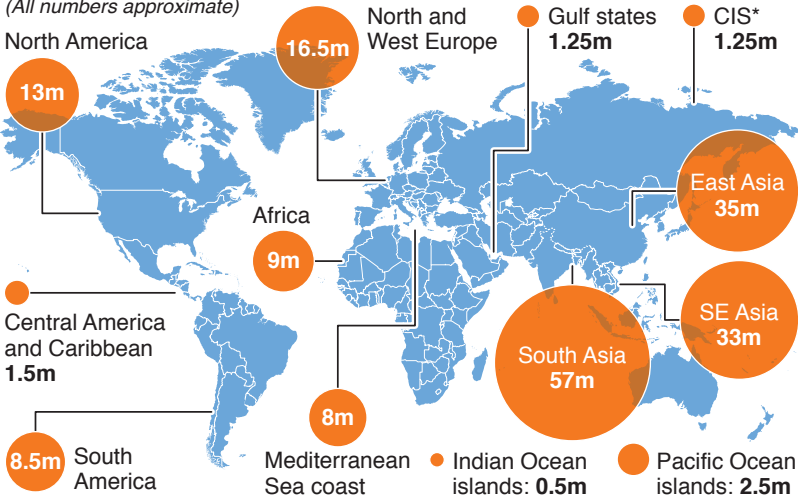 (All numbers approximate)
North America
13m
16.5m
North and
West Europe
Gulf states
1.25m
CIS*
1.25m
East Asia
35m
Africa
9m
Central America
and Caribbean
1.5m
SE Asia
33m
South Asia
57m
8m
Mediterranean
Sea coast
8.5m
South
America
Indian Ocean
islands: 0.5m
Pacific Ocean
islands: 2.5m